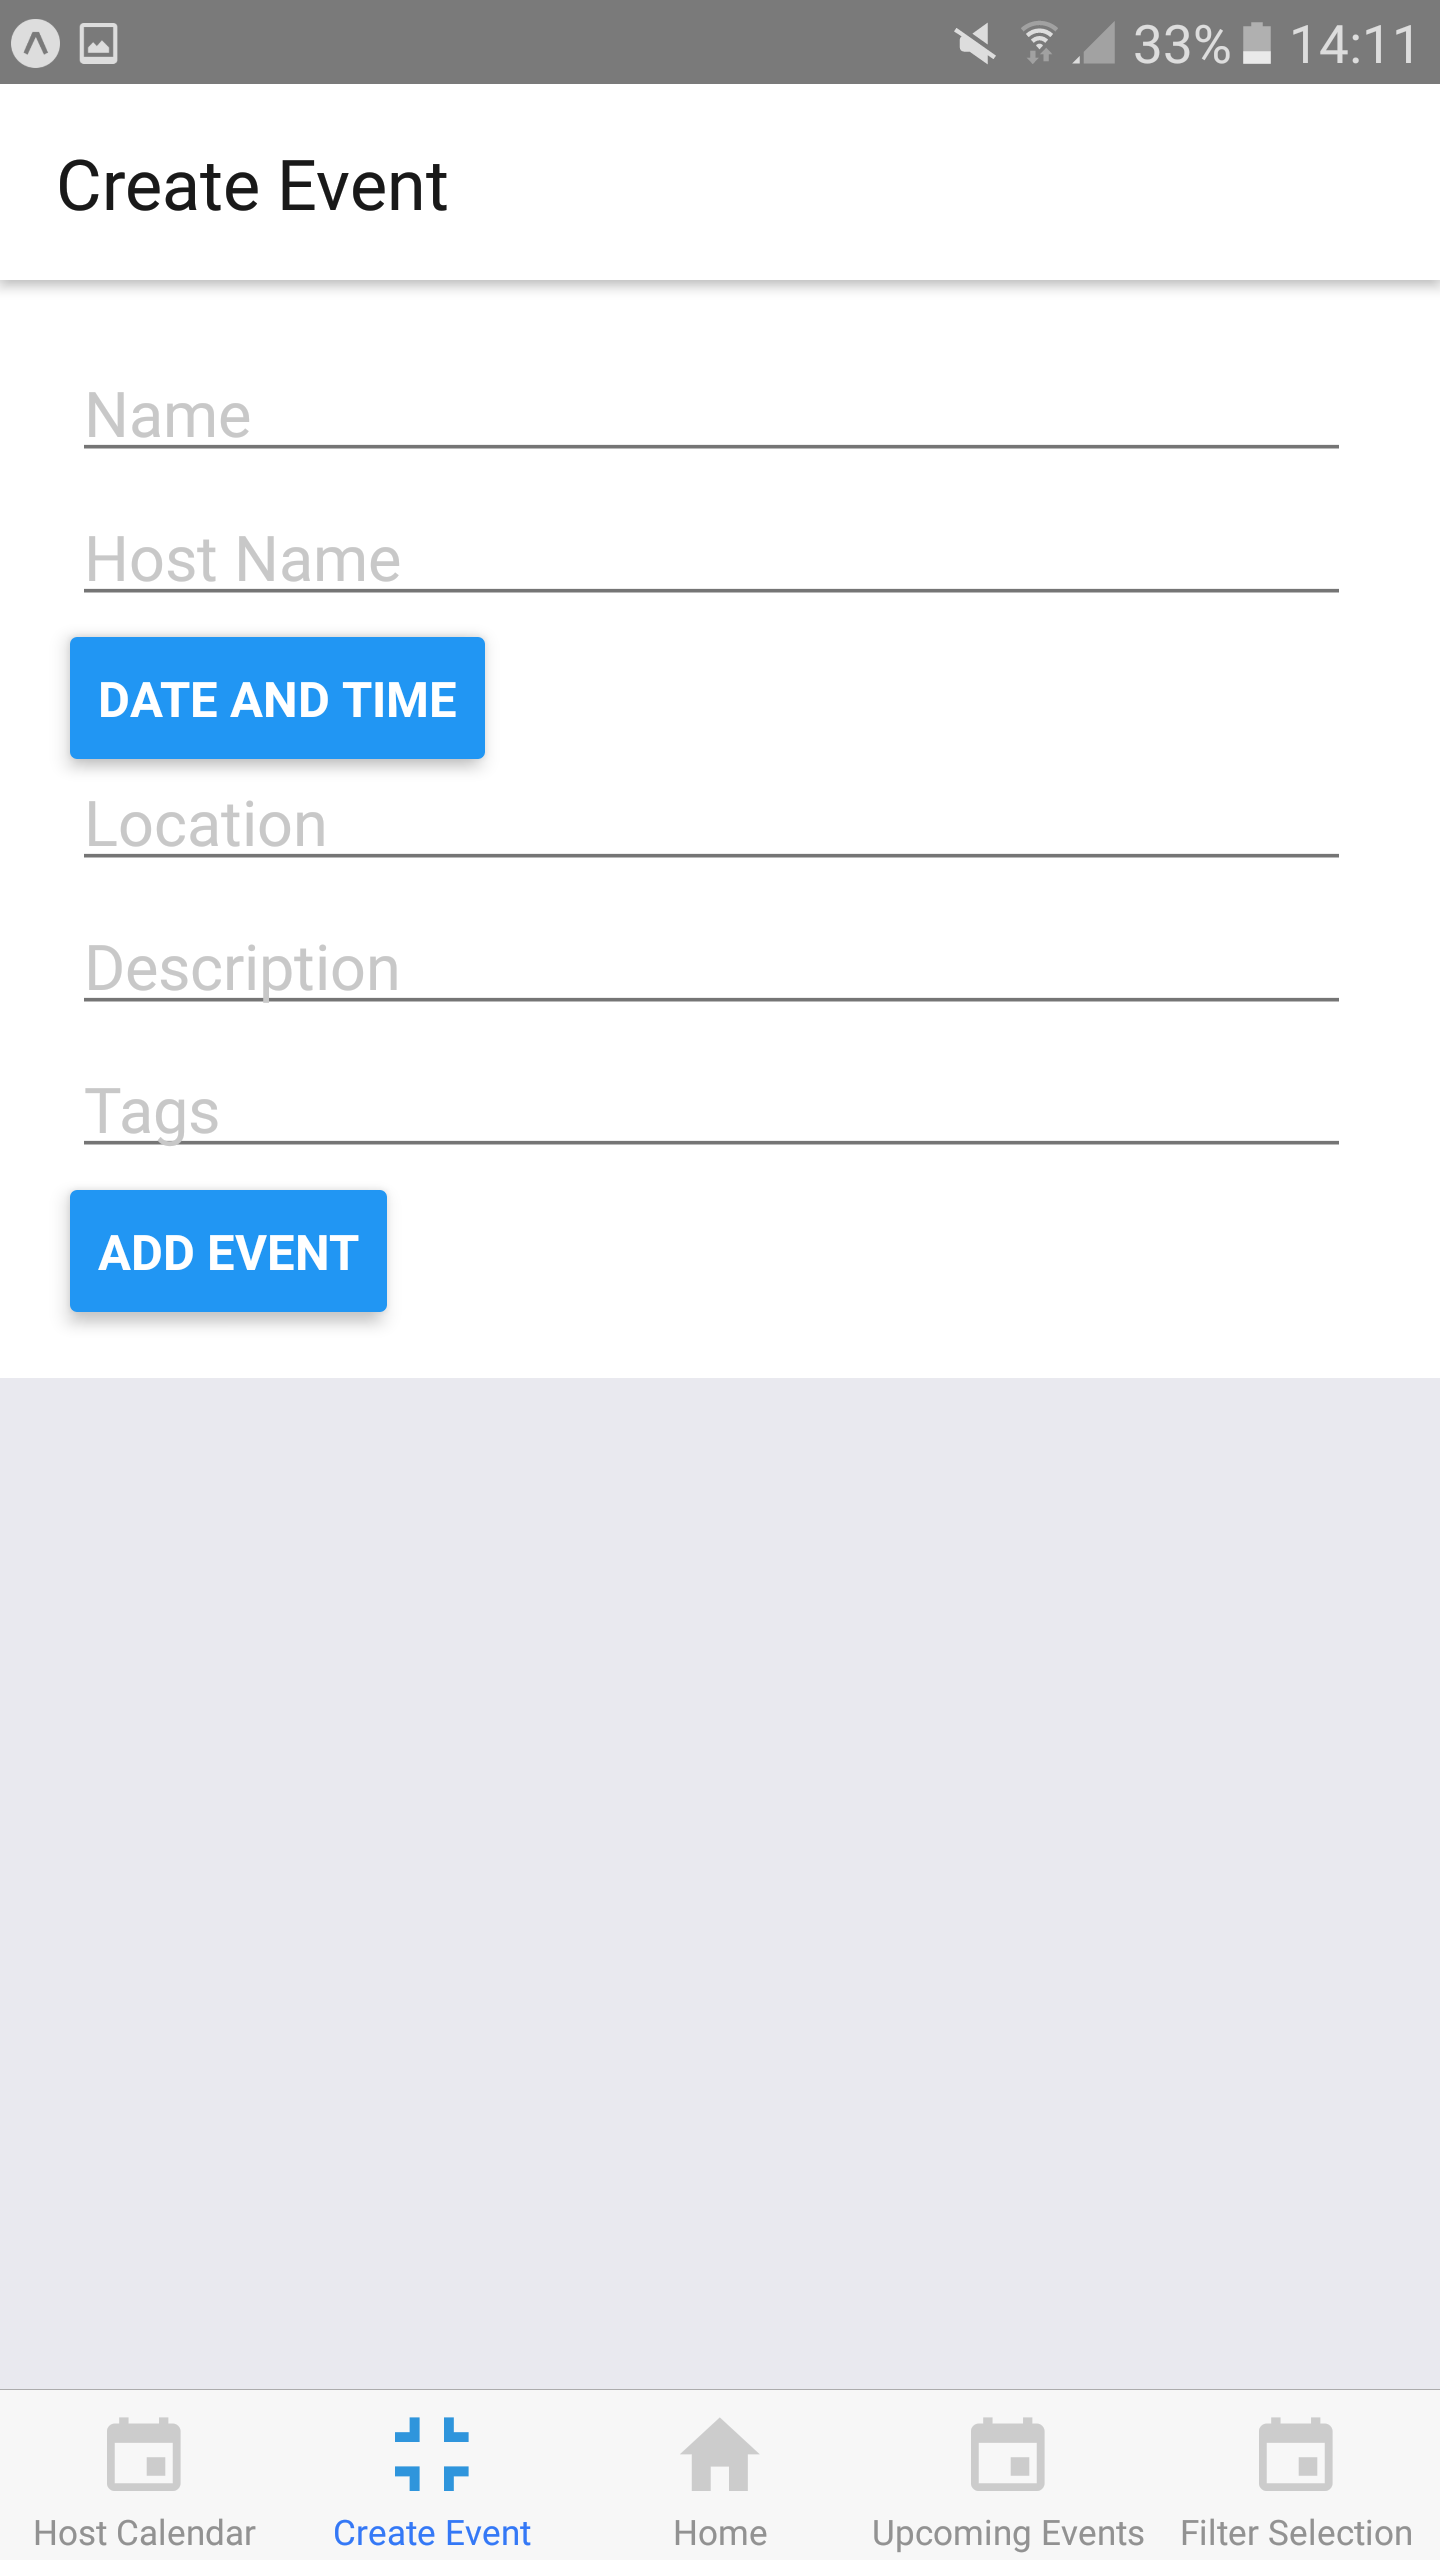 33% 14:11
Create Event
Name
Host Name
DATE AND TIME
Location
Description
Tags
ADD EVENT
Host Calendar Create Event Home Upcoming Events Filter Selection